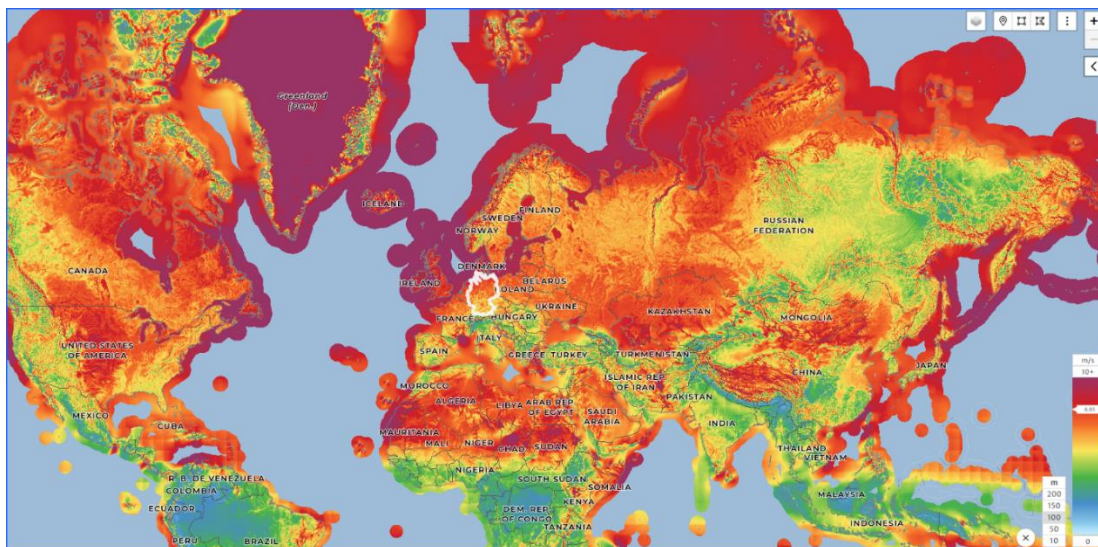 Greenland
(Den.)
ICELAND
FINLAND
SWEDEN
NORWAY
RUSSIAN
FEDERATION
DENMARK
CANADA
IRELAND
POLAND
BELARUS
UKRAINE
FRANCE
HUNGARY
KAZAKHSTAN
MONGOLIA
UNITED STATES
OF AMERICA
ITALY
SPAIN
GREECE
TURKEY
TURKMENISTAN
JAPAN
m/s
10+
CHINA
ISLAMIC REP
OF IRAN
MOROCCO
ALGERIA
LIBYA
ARAB REP
OF EGYPT
SAUDI
ARABIA
PAKISTAN
MEXICO
CUBA
MAURITANIA
MALI
NIGER
CHAD
SUDAN
INDIA
THAILAND
VIETNAM
NIGERIA
SOUTH SUDAN
SOMALIA
R. B. DE VENEZUELA
COLOMBIA
ECUADOR
KENYA
DEM. REP
OF CONGO
TANZANIA
MALAYSIA
INDONESIA
PERU
BRAZIL
m
200
150
100
50
10
0